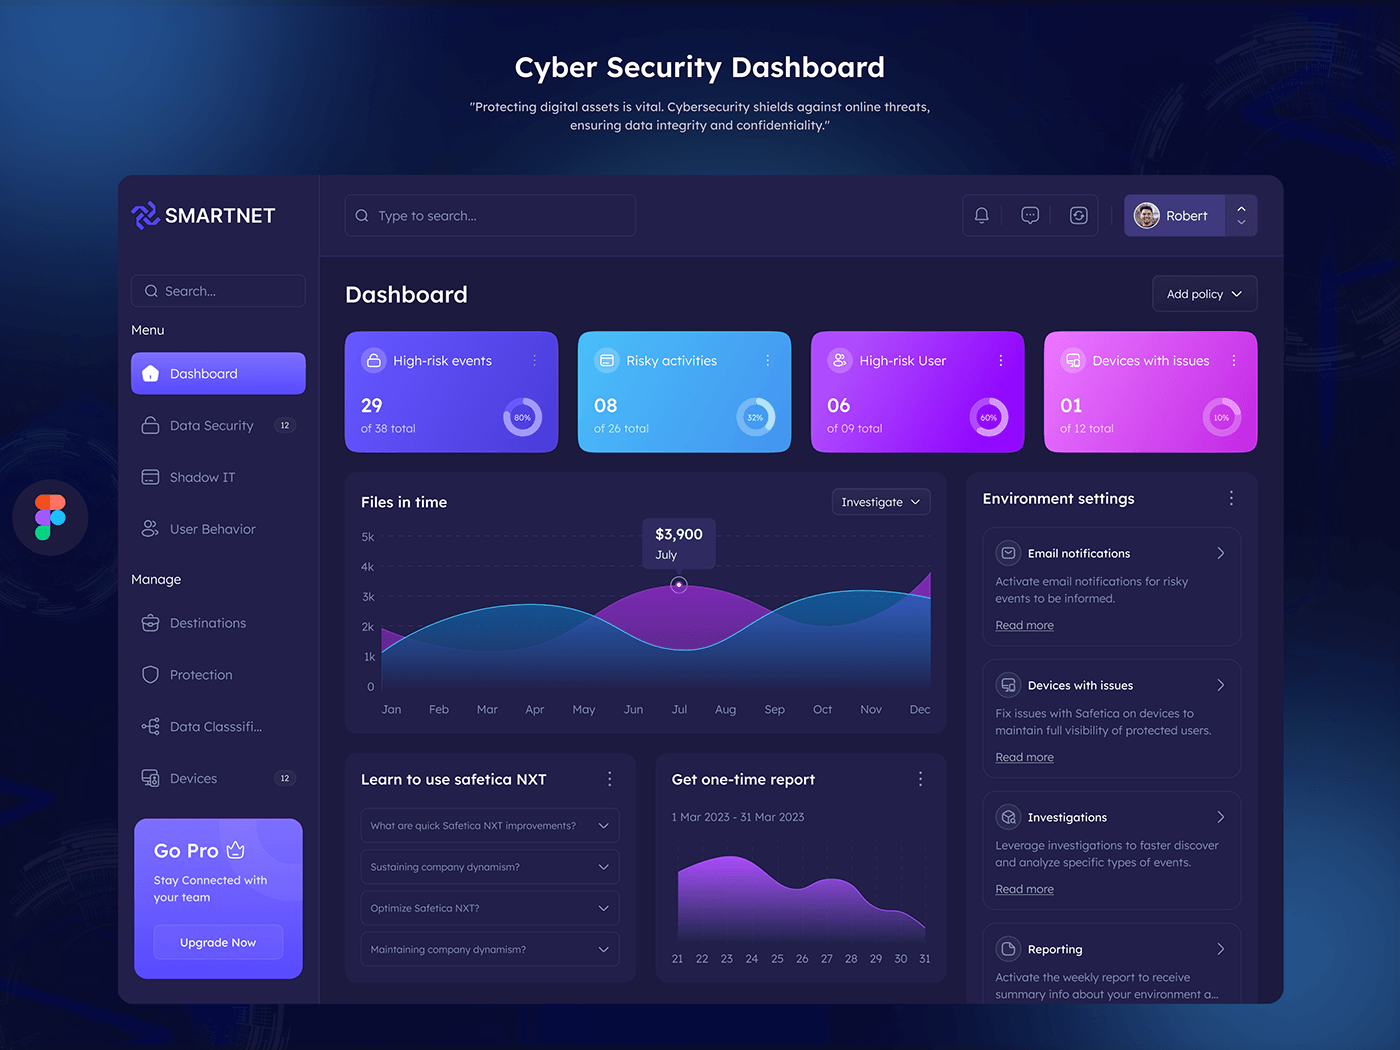 Cyber Security Dashboard
"Protecting digital assets is vital. Cybersecurity shields against online threats,
ensuring data integrity and confidentiality."
SMARTNET
Type to search...
Robert
Search...
Menu
Dashboard
Data Security 12
Shadow IT
User Behavior
Manage
Destinations
Protection
Data Classsifi...
Devices 12
Go Pro
Stay Connected with
your team
Upgrade Now
Dashboard
Add policy
High-risk events
29
of 38 total
80%
Risky activities
08
of 26 total
32%
High-risk User
06
of 09 total
60%
Devices with issues
01
of 12 total
10%
Files in time
Investigate
$3,900
July
5k
4k
3k
2k
1k
0
Jan Feb Mar Apr May Jun Jul Aug Sep Oct Nov Dec
Learn to use safetica NXT
What are quick Safetica NXT improvements?
Sustaining company dynamism?
Optimize Safetica NXT?
Maintaining company dynamism?
Get one-time report
1 Mar 2023 - 31 Mar 2023
21 22 23 24 25 26 27 28 29 30 31
Environment settings
Email notifications
Activate email notifications for risky
events to be informed.
Read more
Devices with issues
Fix issues with Safetica on devices to
maintain full visibility of protected users.
Read more
Investigations
Leverage investigations to faster discover
and analyze specific types of events.
Read more
Reporting
Activate the weekly report to receive
summary info about your environment a...